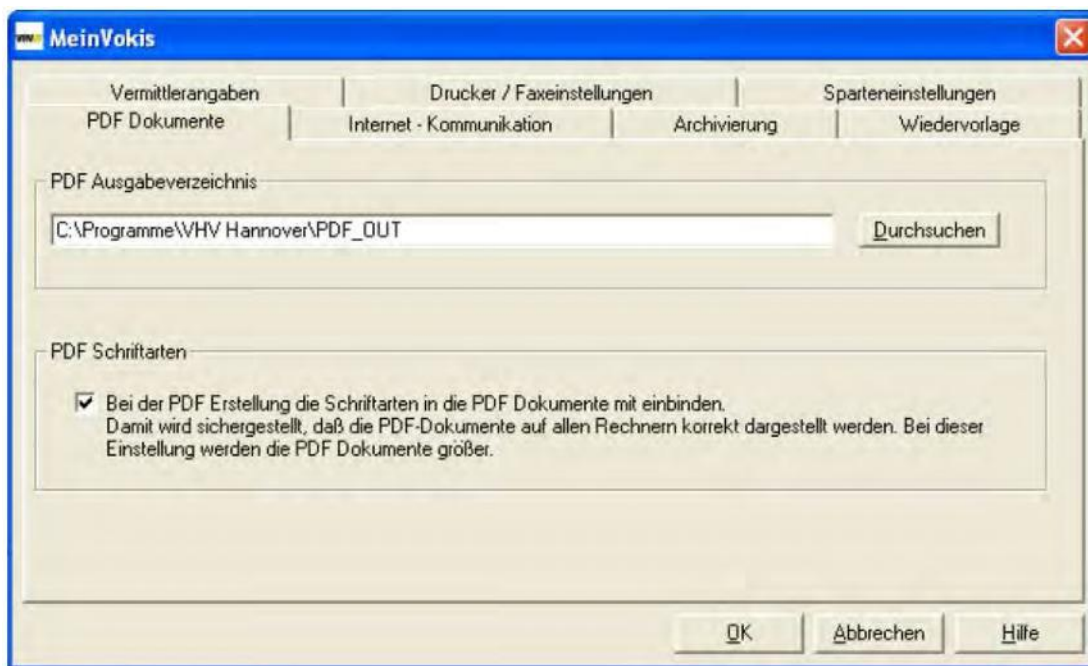 VHV MeinVokis
Vermittlerangaben Drucker / Faxeinstellungen Sparteneinstellungen
PDF Dokumente Internet - Kommunikation Archivierung Wiedervorlage
PDF Ausgabeverzeichnis
C:\Programme\VHV Hannover\PDF_OUT Durchsuchen
PDF Schriftarten
Bei der PDF Erstellung die Schriftarten in die PDF Dokumente mit einbinden.
Damit wird sichergestellt, daß die PDF-Dokumente auf allen Rechnern korrekt dargestellt werden. Bei dieser
Einstellung werden die PDF Dokumente größer.
OK Abbrechen Hilfe